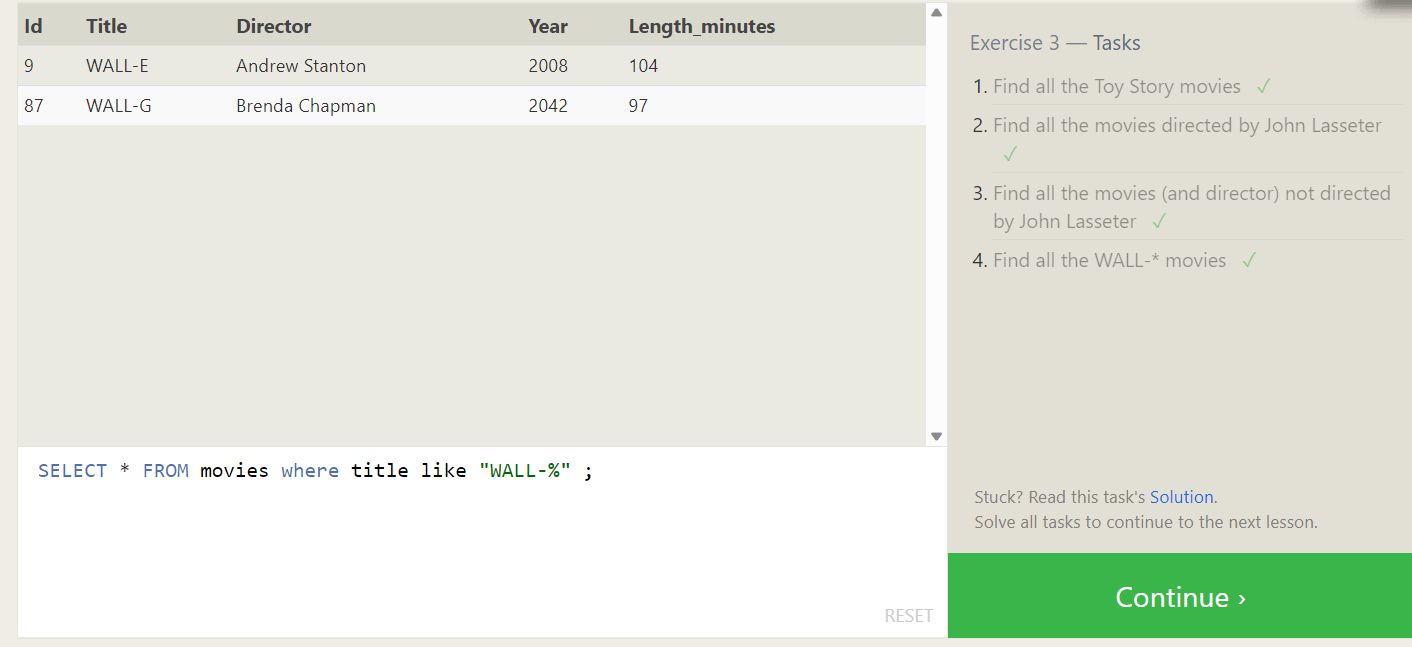 Id Title Director Year Length_minutes
9 WALL-E Andrew Stanton 2008 104
87 WALL-G Brenda Chapman 2042 97
SELECT * FROM movies where title like "WALL-%" ;
RESET
Exercise 3 — Tasks
1. Find all the Toy Story movies ✓
2. Find all the movies directed by John Lasseter
✓
3. Find all the movies (and director) not directed
by John Lasseter ✓
4. Find all the WALL-* movies ✓
Stuck? Read this task's Solution.
Solve all tasks to continue to the next lesson.
Continue ›